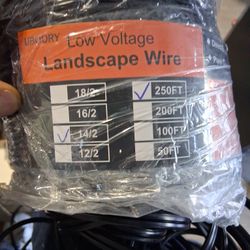 Low Voltage
Landscape Wire
18/2 250FT
16/2 200FT
14/2 100FT
12/2 50FT